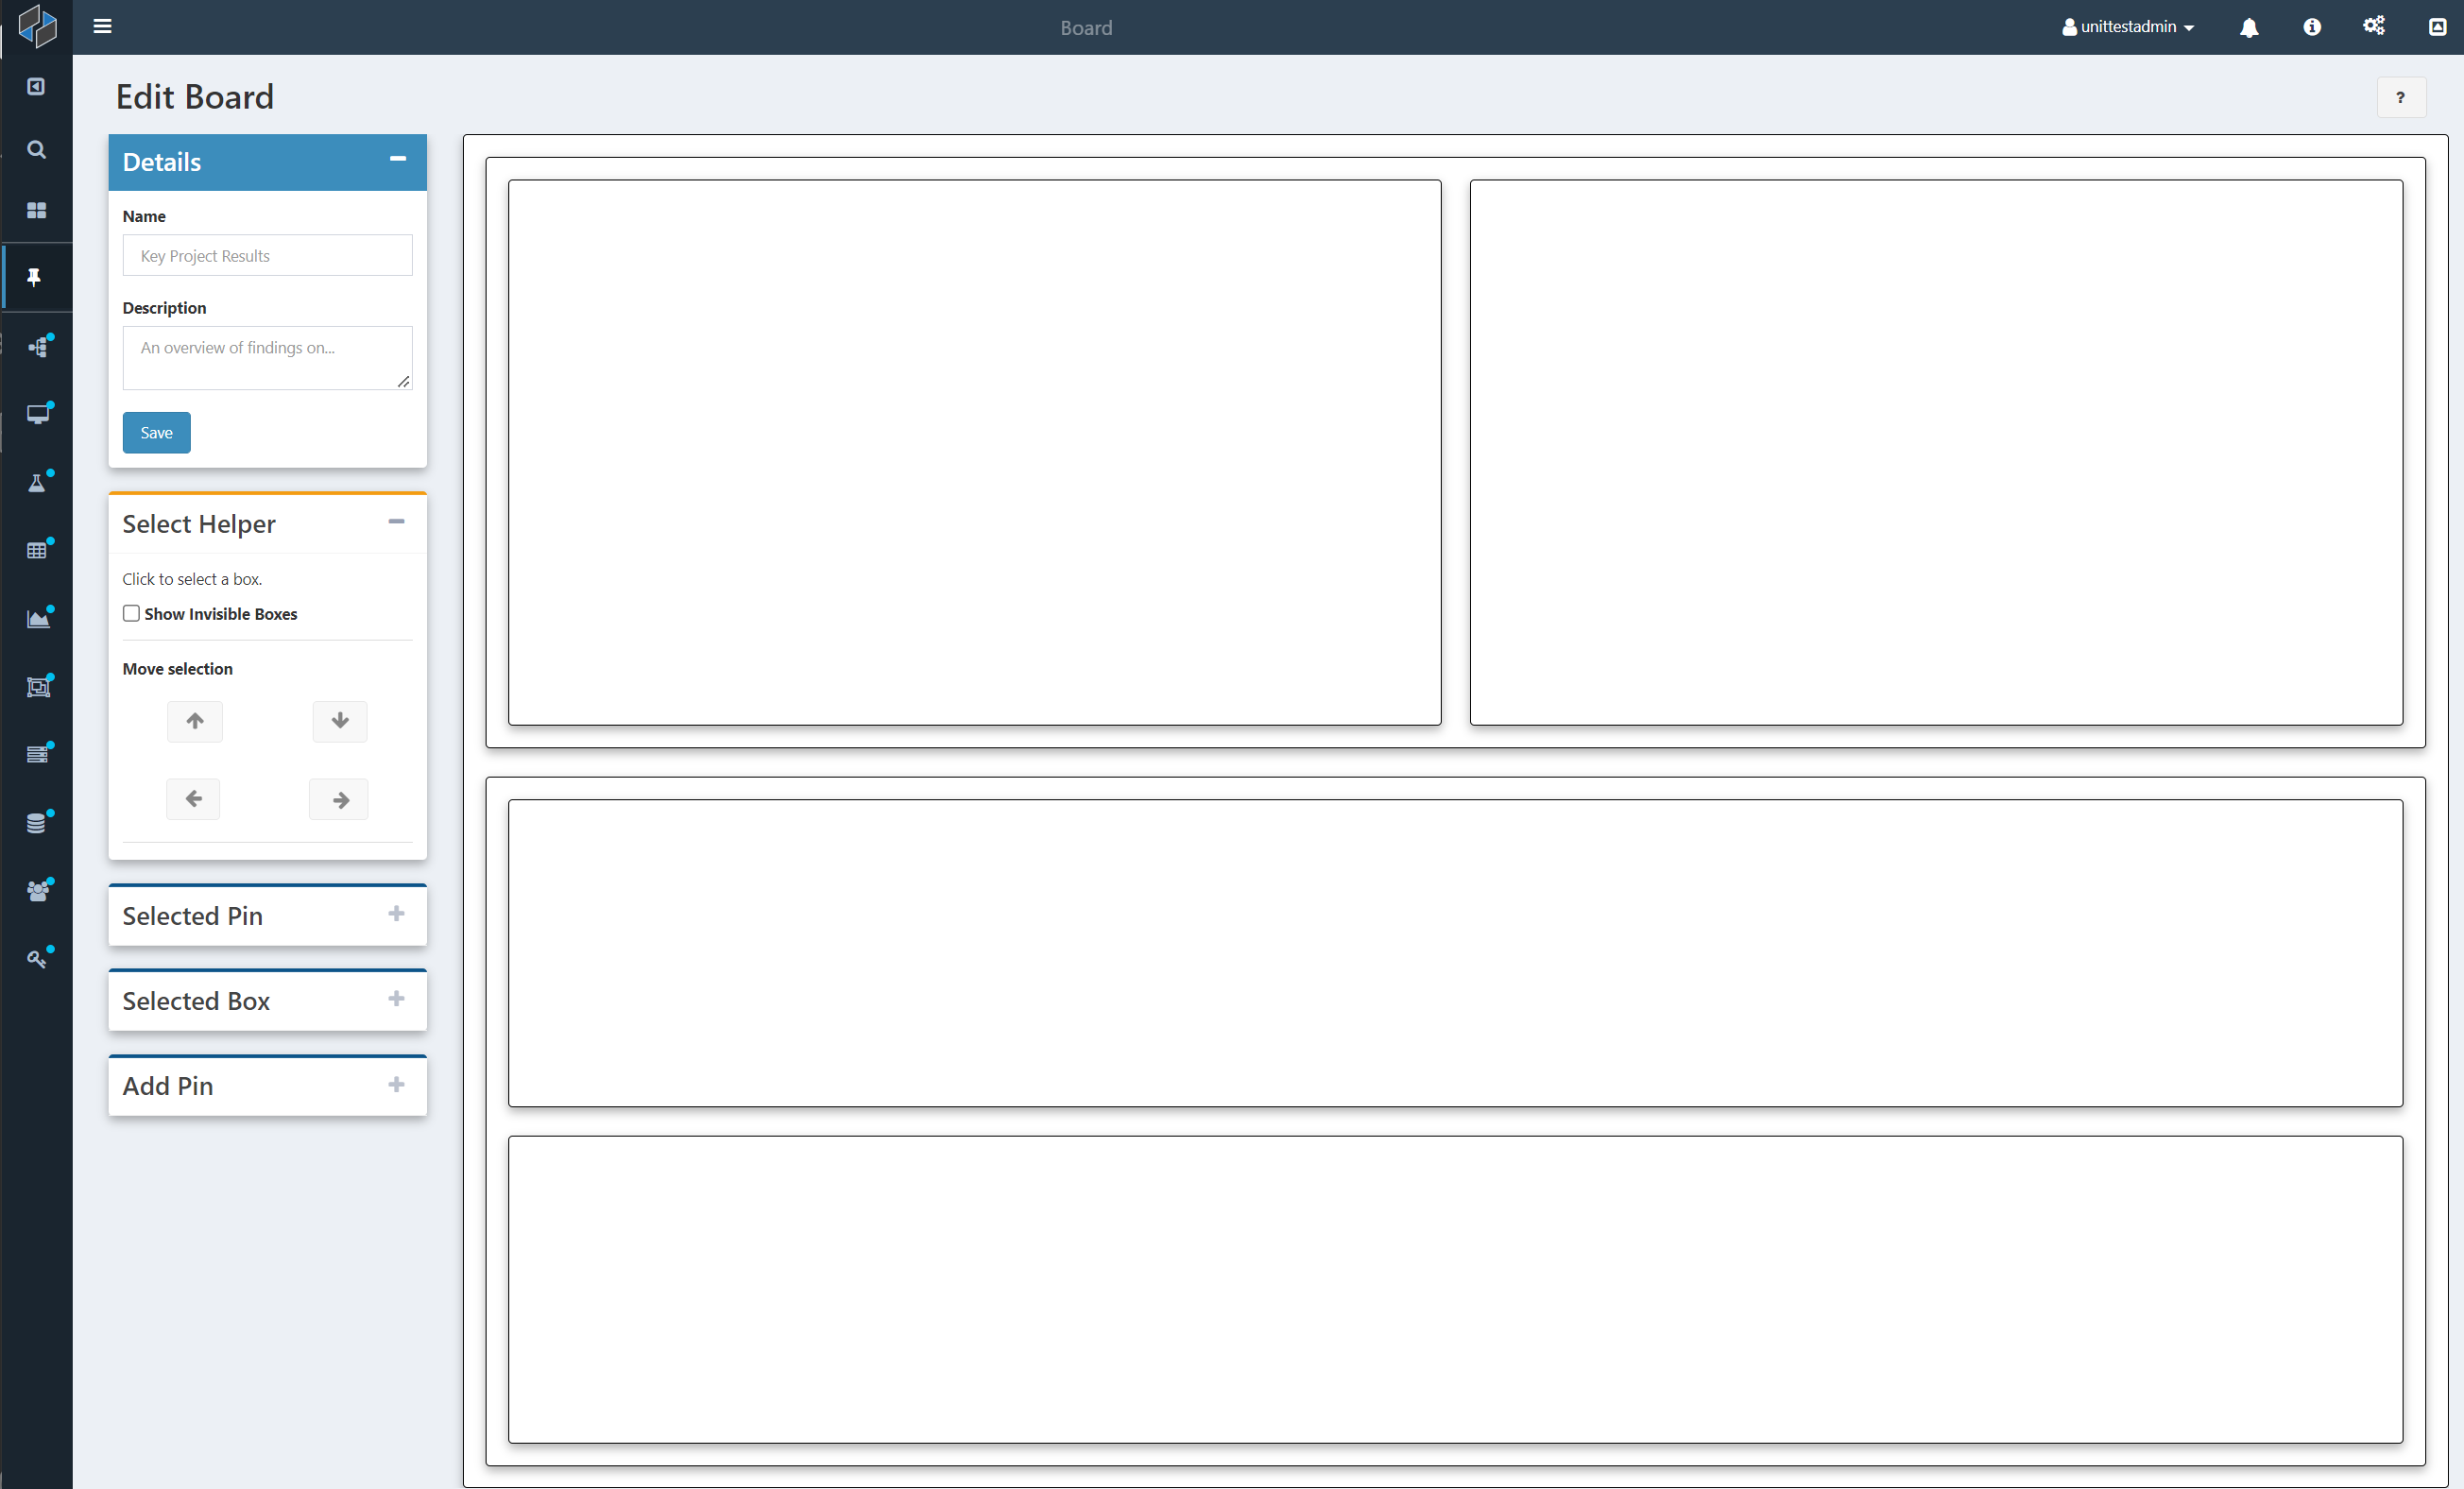 Board
unittestadmin
Edit Board
?
Details
Name
Key Project Results
Description
An overview of findings on...
Save
Select Helper
Click to select a box.
Show Invisible Boxes
Move selection
Selected Pin
Selected Box
Add Pin